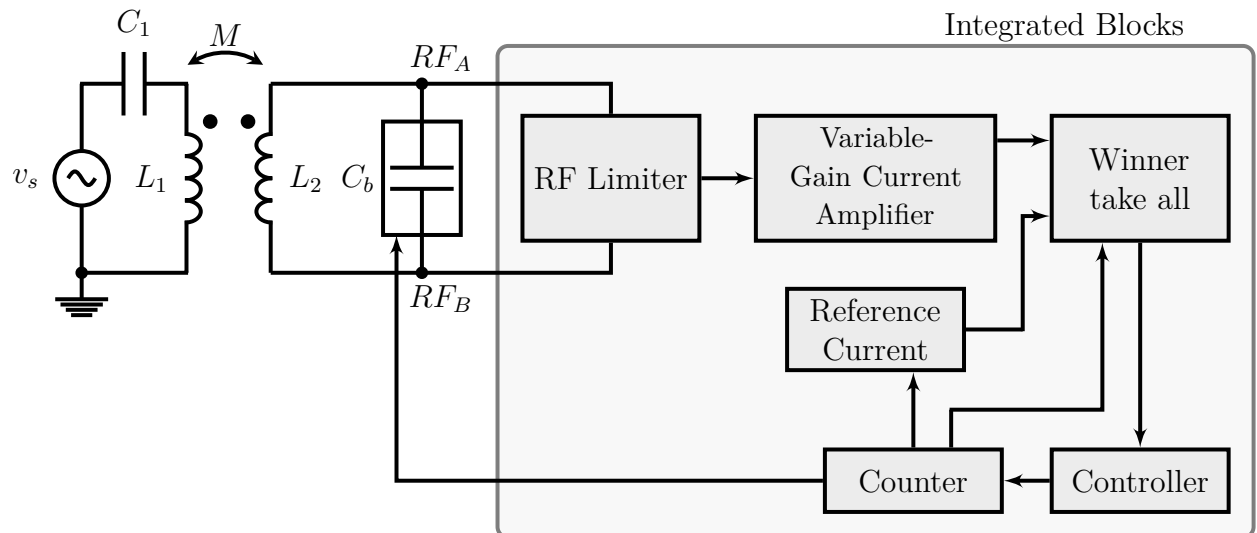 Integrated Blocks
C1
M
RFA
vs
L1
L2
Cb
RF Limiter
Variable-
Gain Current
Amplifier
Winner
take all
RFB
Reference
Current
Counter
Controller